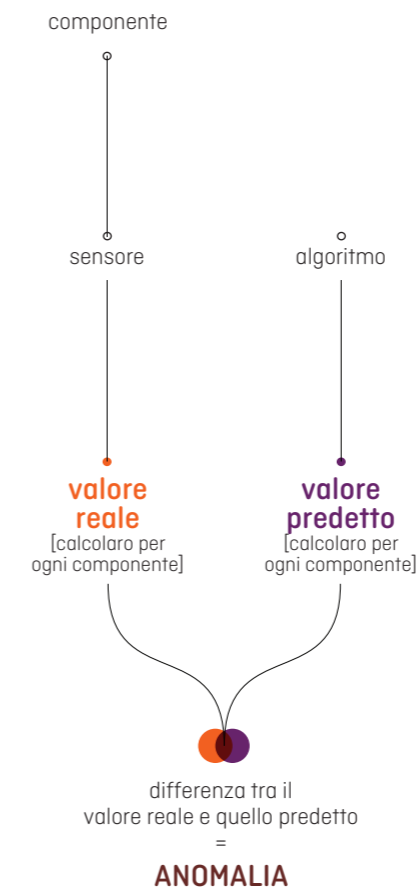 componente
sensore
algoritmo
valore
reale
[calcolaro per
ogni componente]
valore
predetto
[calcolaro per
ogni componente]
differenza tra il
valore reale e quello predetto
=
ANOMALIA